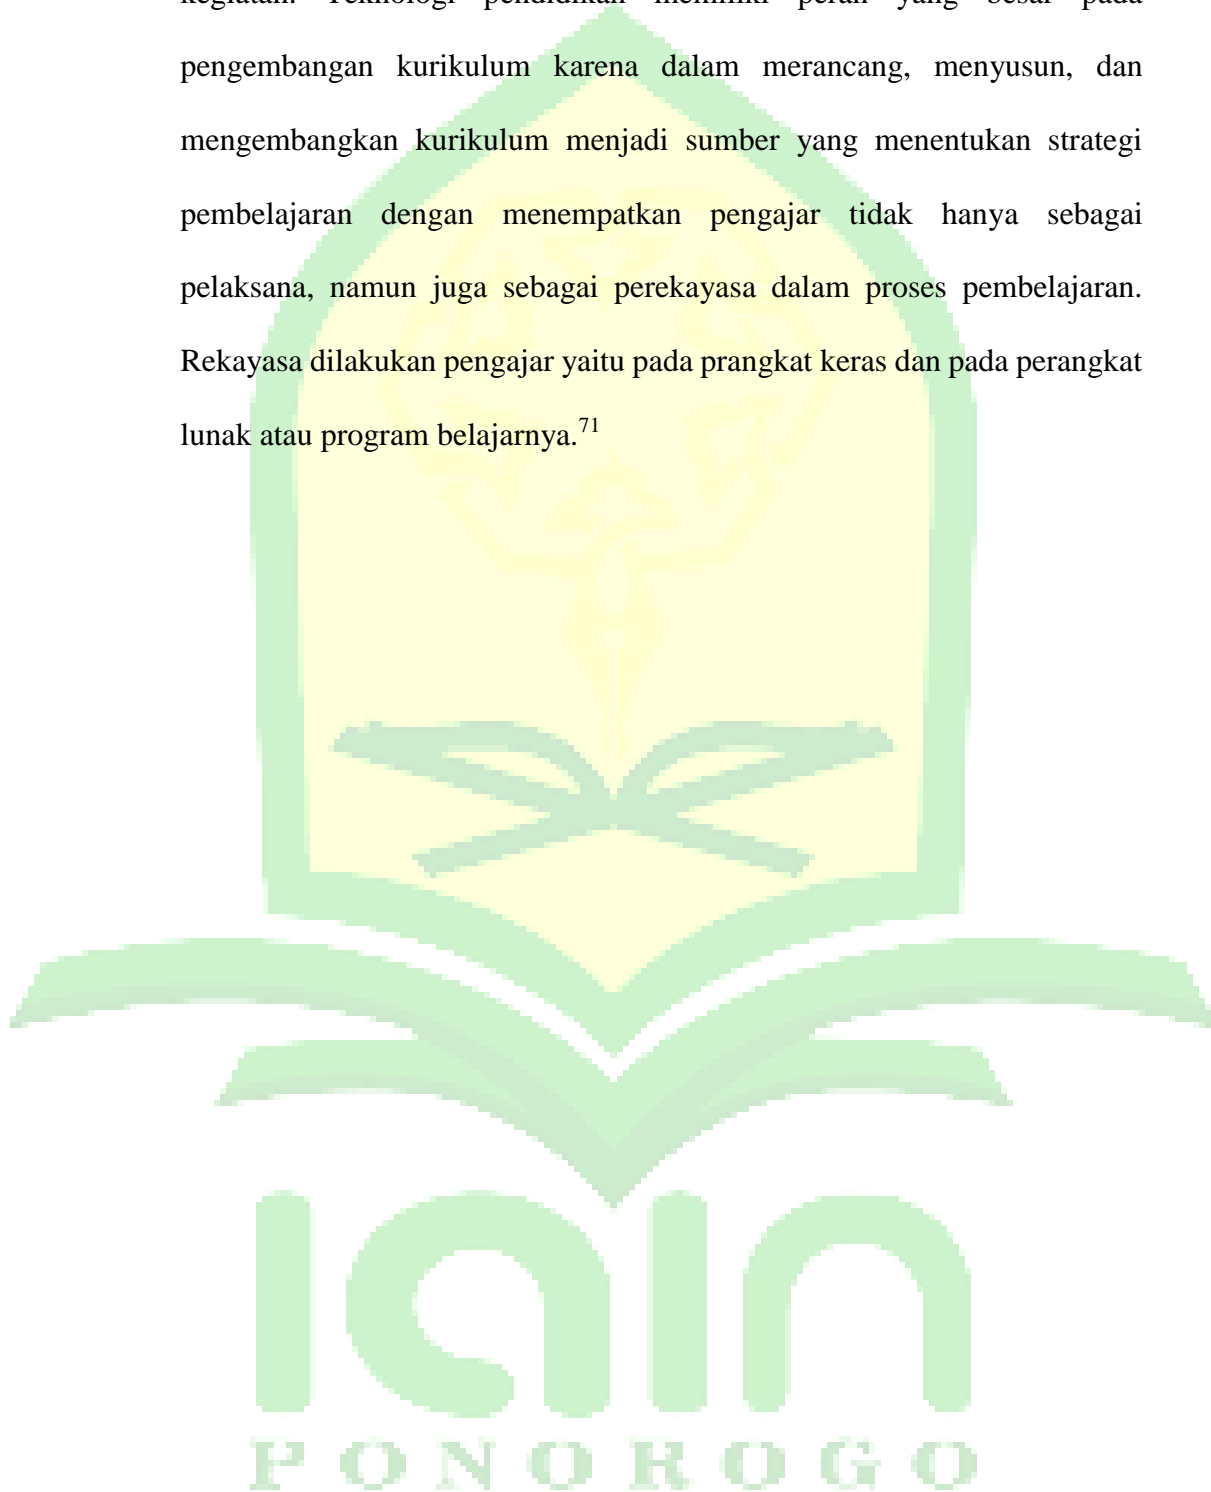 kegiatan. Teknologi pendidikan memiliki peran yang besar pada
pengembangan kurikulum karena dalam merancang, menyusun, dan
mengembangkan kurikulum menjadi sumber yang menentukan strategi
pembelajaran dengan menempatkan pengajar tidak hanya sebagai
pelaksana, namun juga sebagai perekayasa dalam proses pembelajaran.
Rekayasa dilakukan pengajar yaitu pada prangkat keras dan pada perangkat
lunak atau program belajarnya.71
iain
PONOROGO